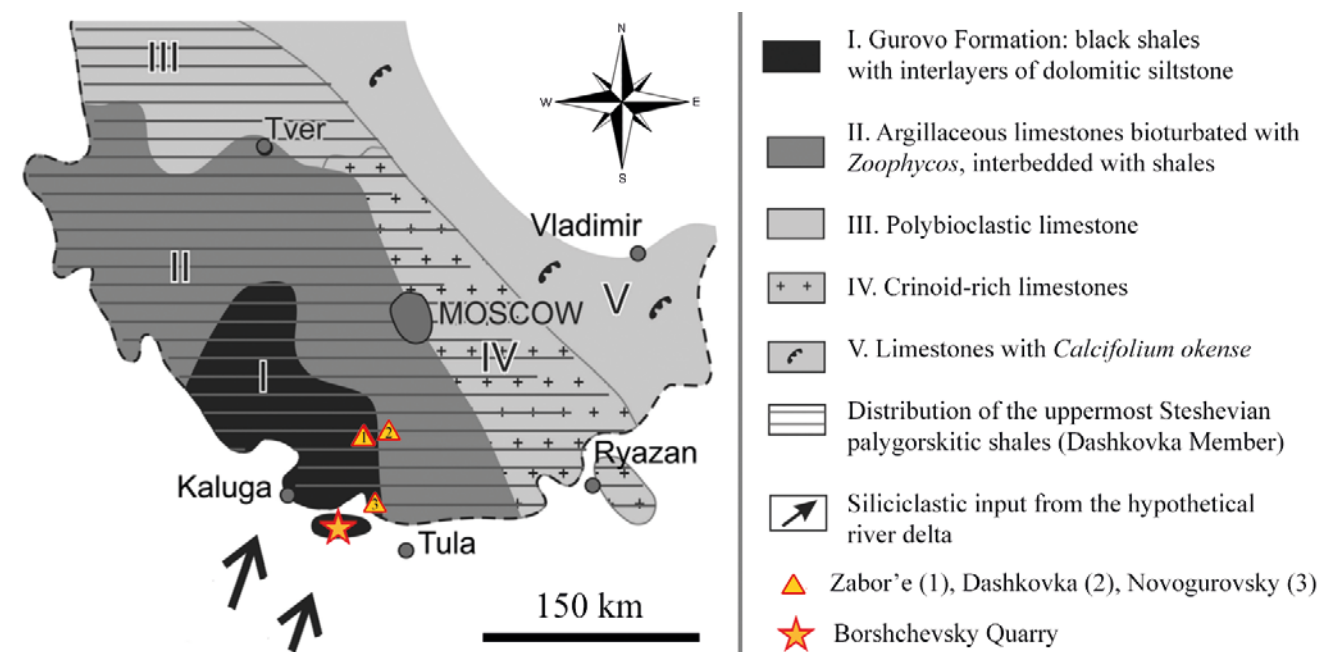 III
Tver
N
W
E
S
Vladimir
II
V
MOSCOW
IV
I
1
2
Ryazan
Kaluga
3
Tula
150 km
I. Gurovo Formation: black shales
with interlayers of dolomitic siltstone
II. Argillaceous limestones bioturbated with
Zoophycos, interbedded with shales
III. Polybioclastic limestone
IV. Crinoid-rich limestones
V. Limestones with Calcifolium okense
Distribution of the uppermost Steshevian
palygorskitic shales (Dashkovka Member)
Siliciclastic input from the hypothetical
river delta
Zabor’e (1), Dashkovka (2), Novogurovsky (3)
Borshchevsky Quarry